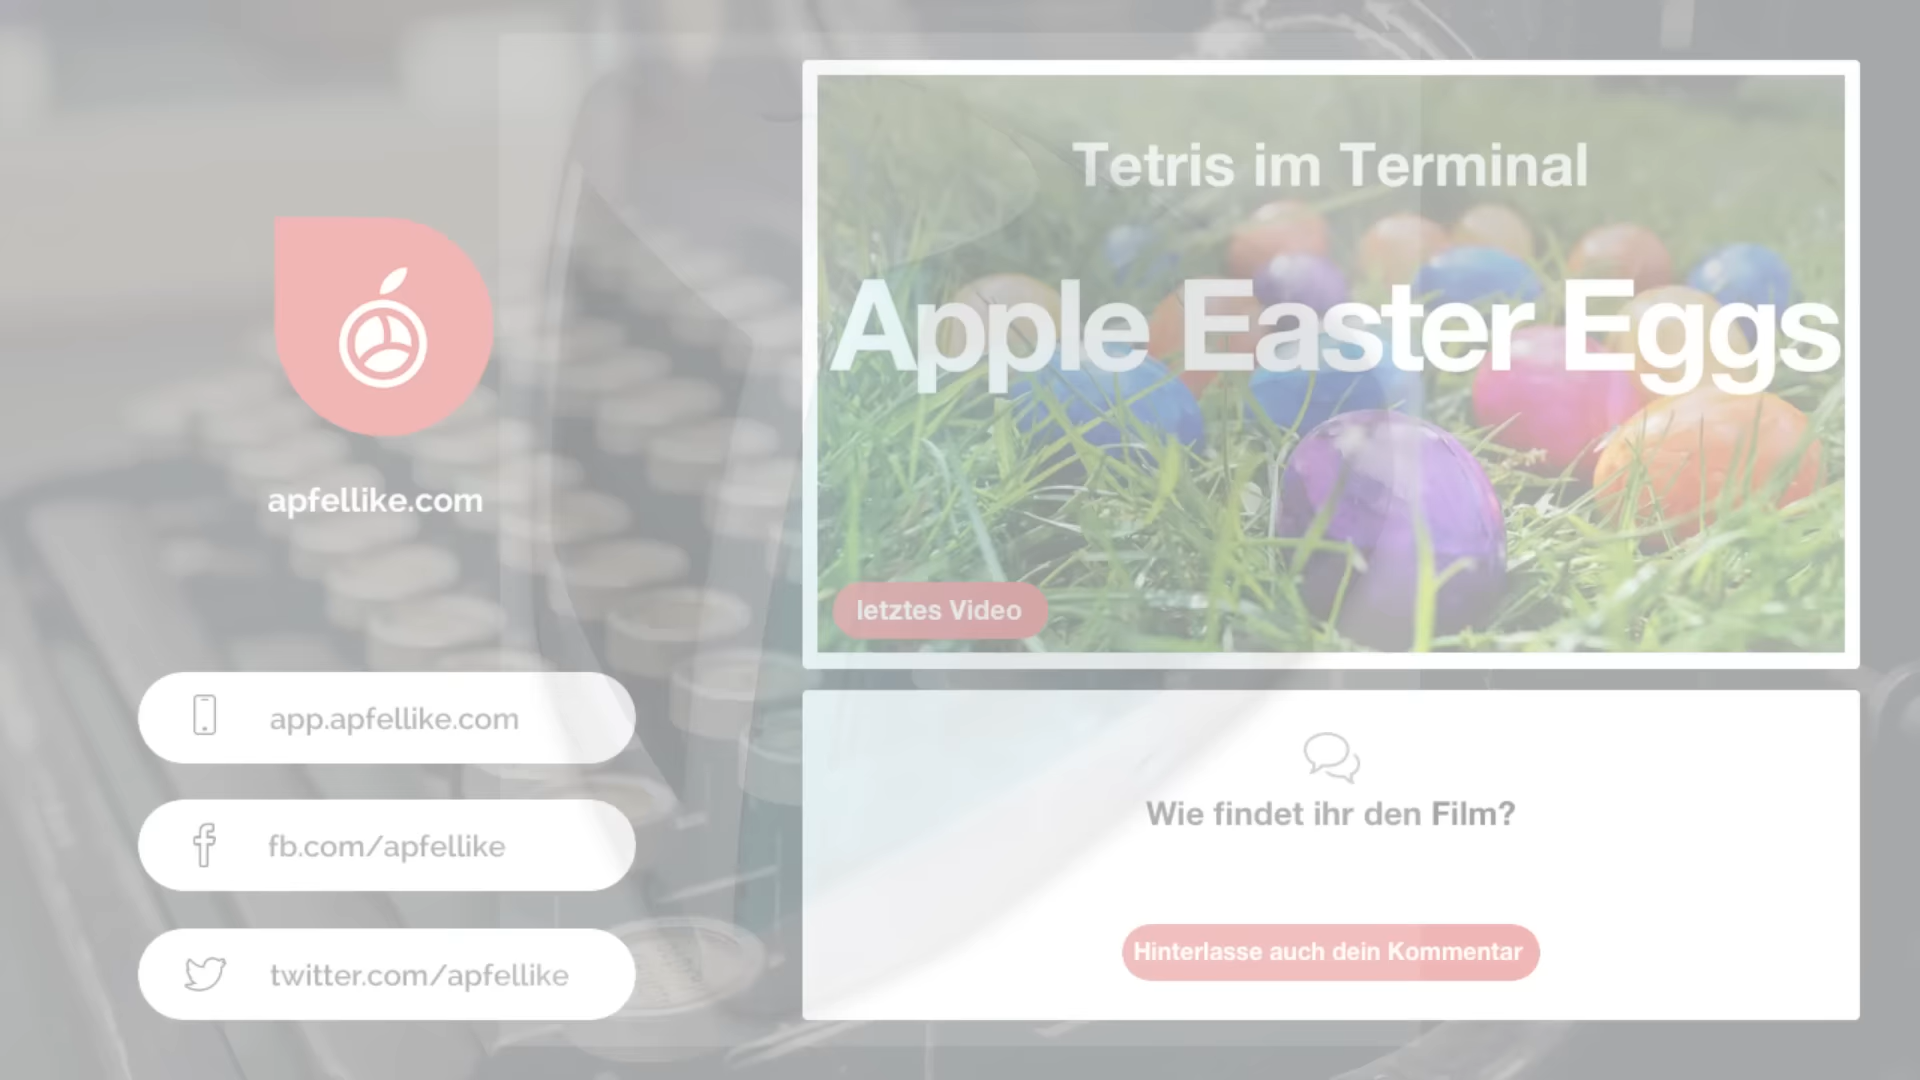 apfellike.com
app.apfellike.com
fb.com/apfellike
twitter.com/apfellike
Tetris im Terminal
Apple Easter Eggs
letztes Video
Wie findet ihr den Film?
Hinterlasse auch dein Kommentar